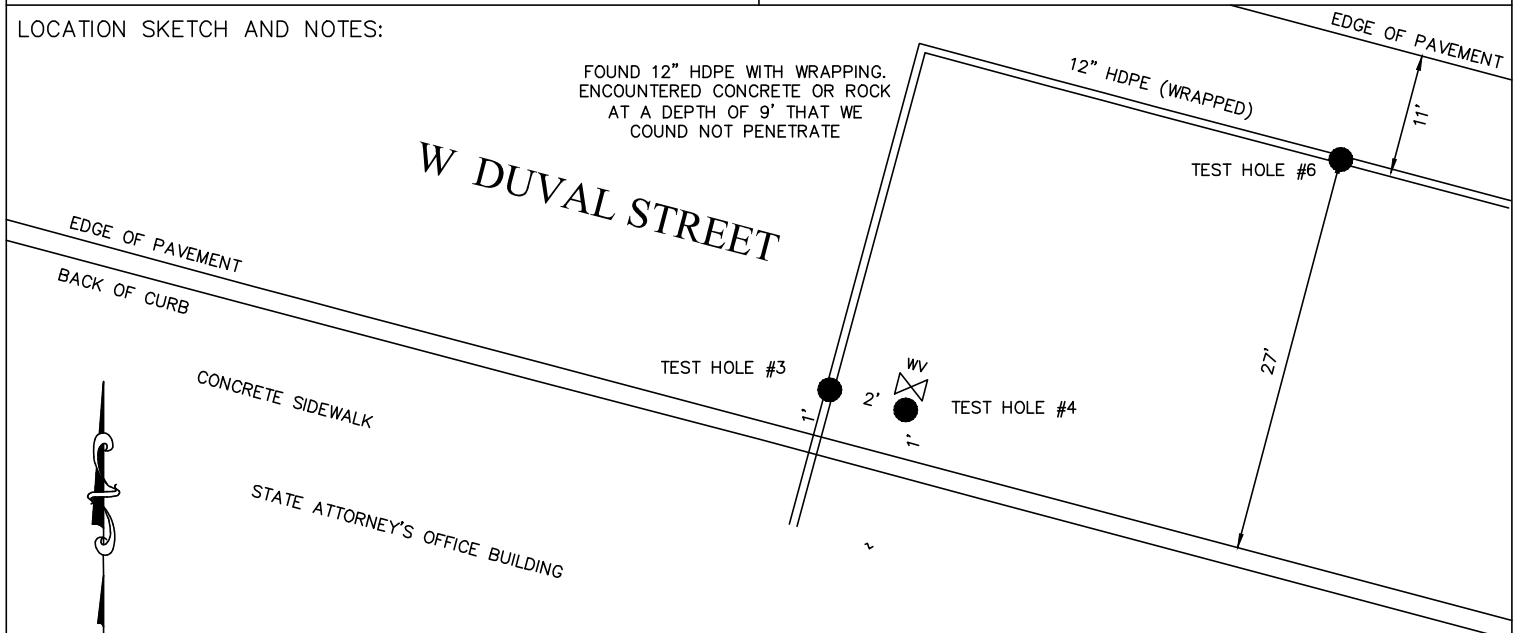 LOCATION SKETCH AND NOTES:
EDGE OF PAVEMENT
FOUND 12" HDPE WITH WRAPPING.
ENCOUNTERED CONCRETE OR ROCK
AT A DEPTH OF 9' THAT WE
COUND NOT PENETRATE
12" HDPE (WRAPPED)
11'
W DUVAL STREET
TEST HOLE #6
EDGE OF PAVEMENT
BACK OF CURB
27'
TEST HOLE #3
WV
1'
2'
TEST HOLE #4
1'
CONCRETE SIDEWALK
STATE ATTORNEY'S OFFICE BUILDING
~